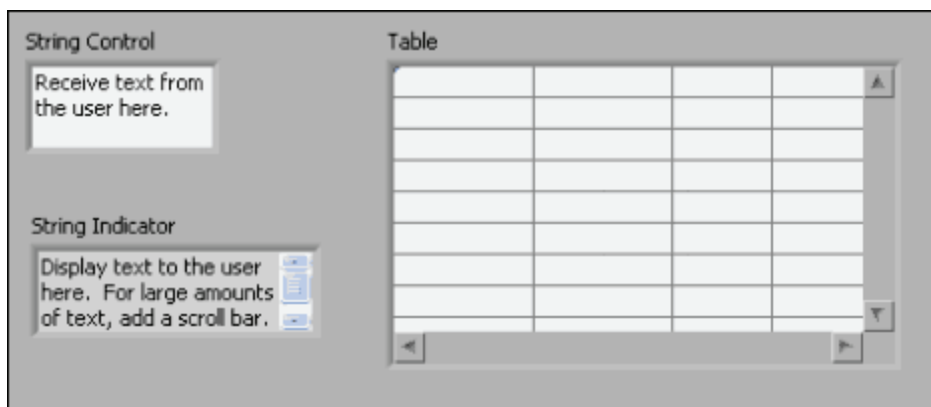 String Control
Receive text from
the user here.
Table
String Indicator
Display text to the user
here. For large amounts
of text, add a scroll bar.